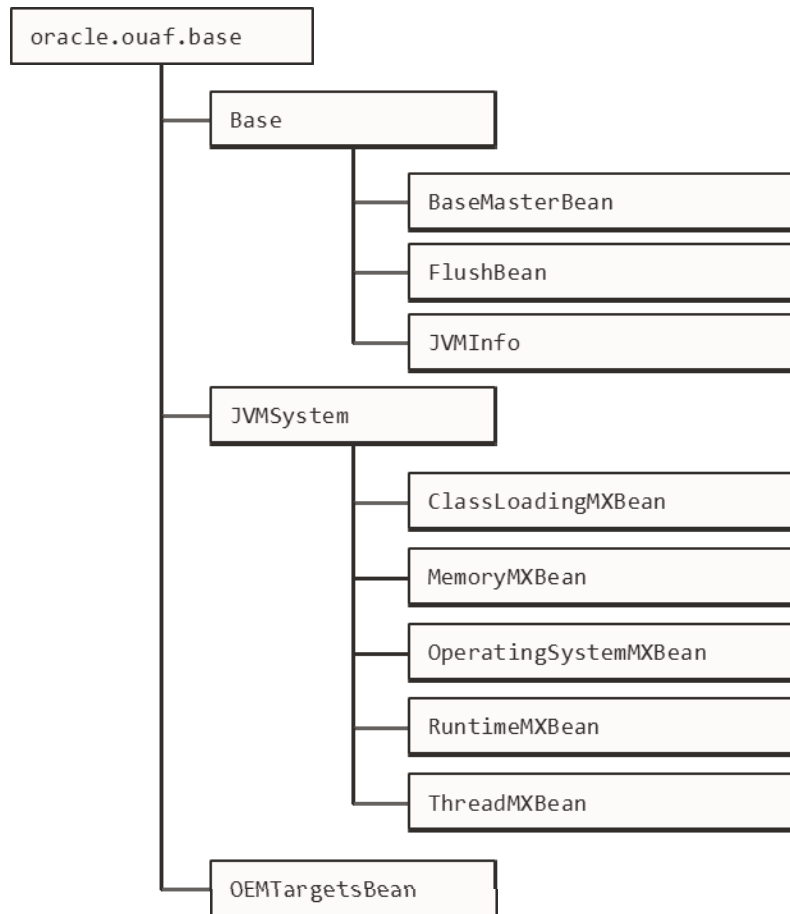 oracle.ouaf.base
Base
BaseMasterBean
FlushBean
JVMInfo
JVMSystem
ClassLoadingMXBean
MemoryMXBean
OperatingSystemMXBean
RuntimeMXBean
ThreadMXBean
OEMTargetsBean